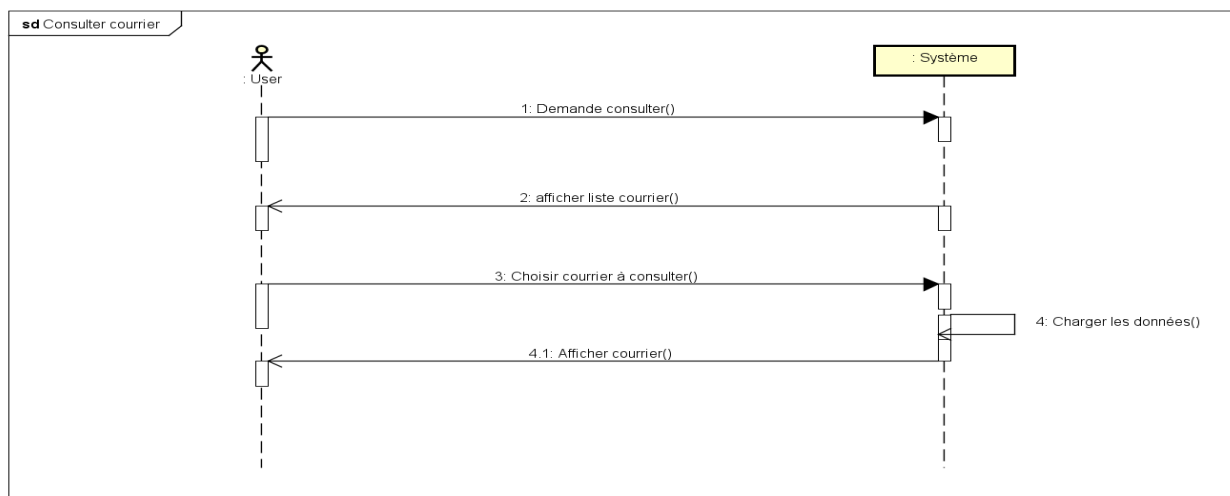 sd Consulter courrier
: User
: Système
1: Demande consulter()
2: afficher liste courrier()
3: Choisir courrier à consulter()
4: Charger les données()
4.1: Afficher courrier()